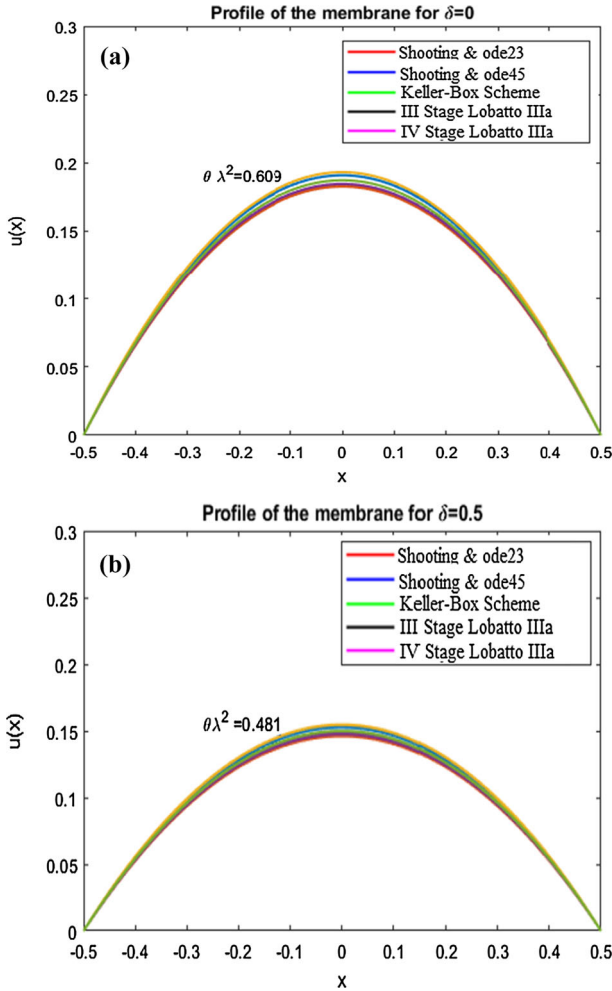 Profile of the membrane for δ=0
(a)
Shooting & ode23
Shooting & ode45
Keller-Box Scheme
III Stage Lobatto IIIa
IV Stage Lobatto IIIa
θ λ²=0.609
u(x)
0.3
0.25
0.2
0.15
0.1
0.05
0
-0.5 -0.4 -0.3 -0.2 -0.1 0 0.1 0.2 0.3 0.4 0.5
x
Profile of the membrane for δ=0.5
(b)
Shooting & ode23
Shooting & ode45
Keller-Box Scheme
III Stage Lobatto IIIa
IV Stage Lobatto IIIa
θλ² =0.481
u(x)
0.3
0.25
0.2
0.15
0.1
0.05
0
-0.5 -0.4 -0.3 -0.2 -0.1 0 0.1 0.2 0.3 0.4 0.5
x